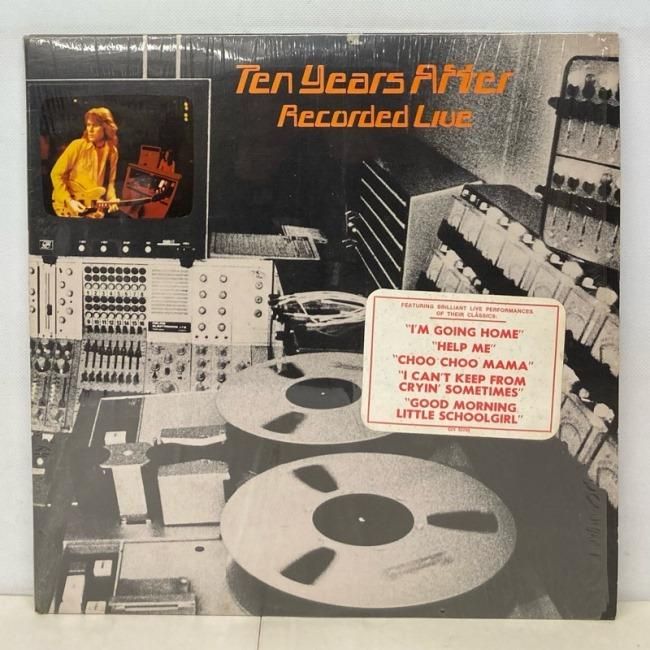 Ten Years After
Recorded Live
FEATURING BRILLIANT LIVE PERFORMANCES
OF THEIR CLASSICS:
"I'M GOING HOME"
"HELP ME"
"CHOO CHOO MAMA"
"I CAN'T KEEP FROM
CRYIN' SOMETIMES"
"GOOD MORNING
LITTLE SCHOOLGIRL"